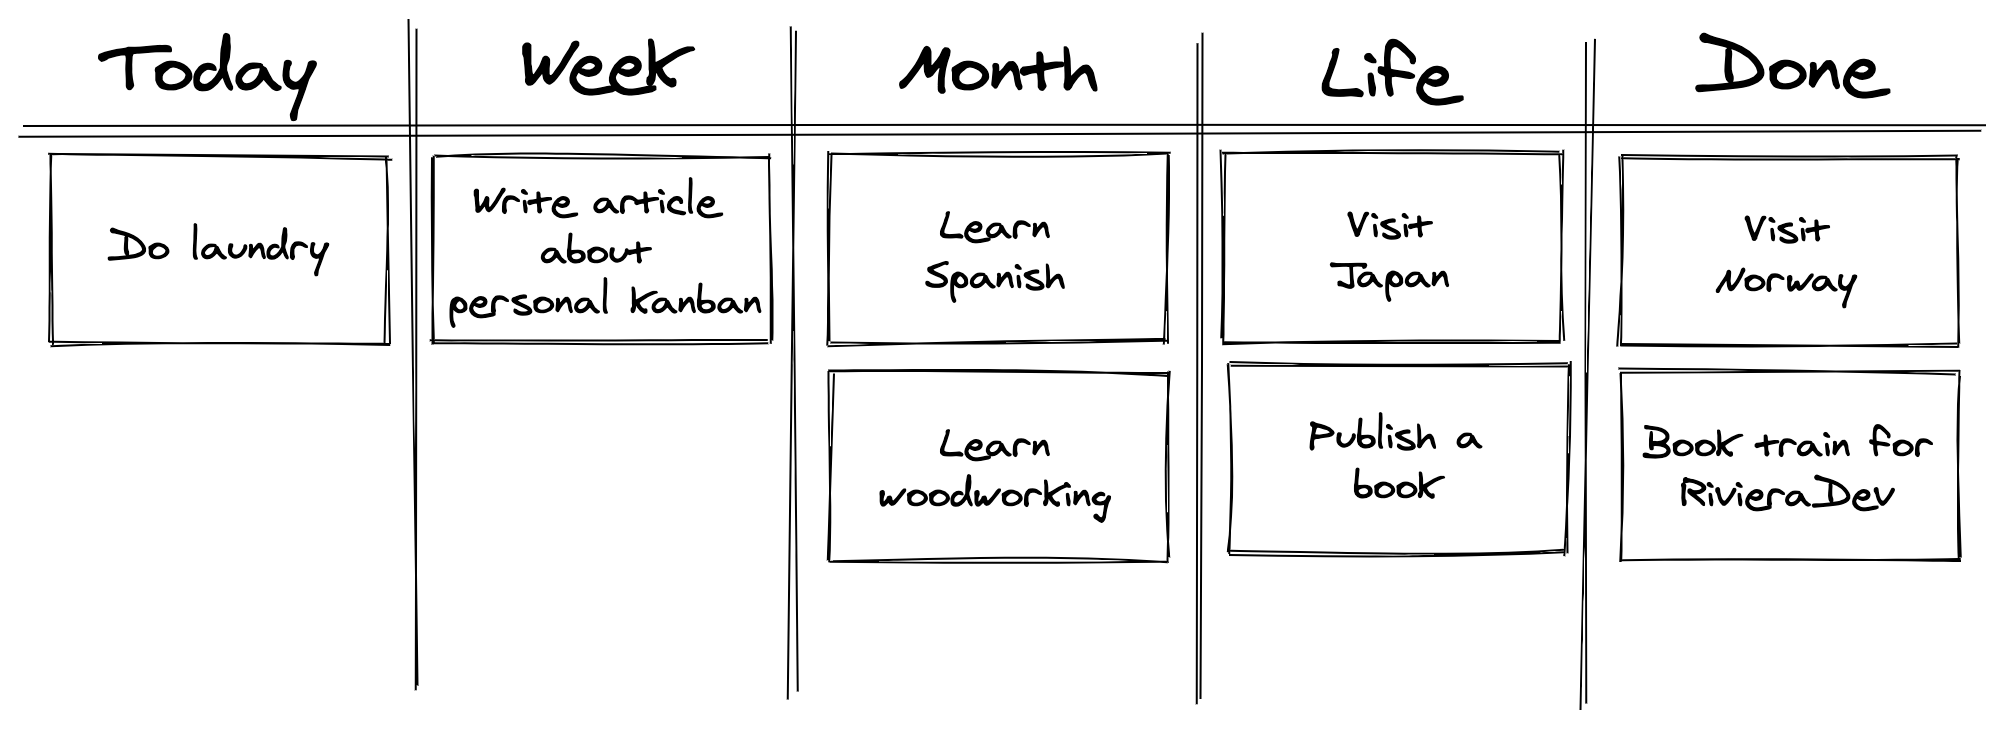 Today
Week
Month
Life
Done
Do laundry
Write article
about
personal Kanban
Learn
Spanish
Visit
Japan
Visit
Norway
Learn
woodworking
Publish a
book
Book train for
RivieraDev